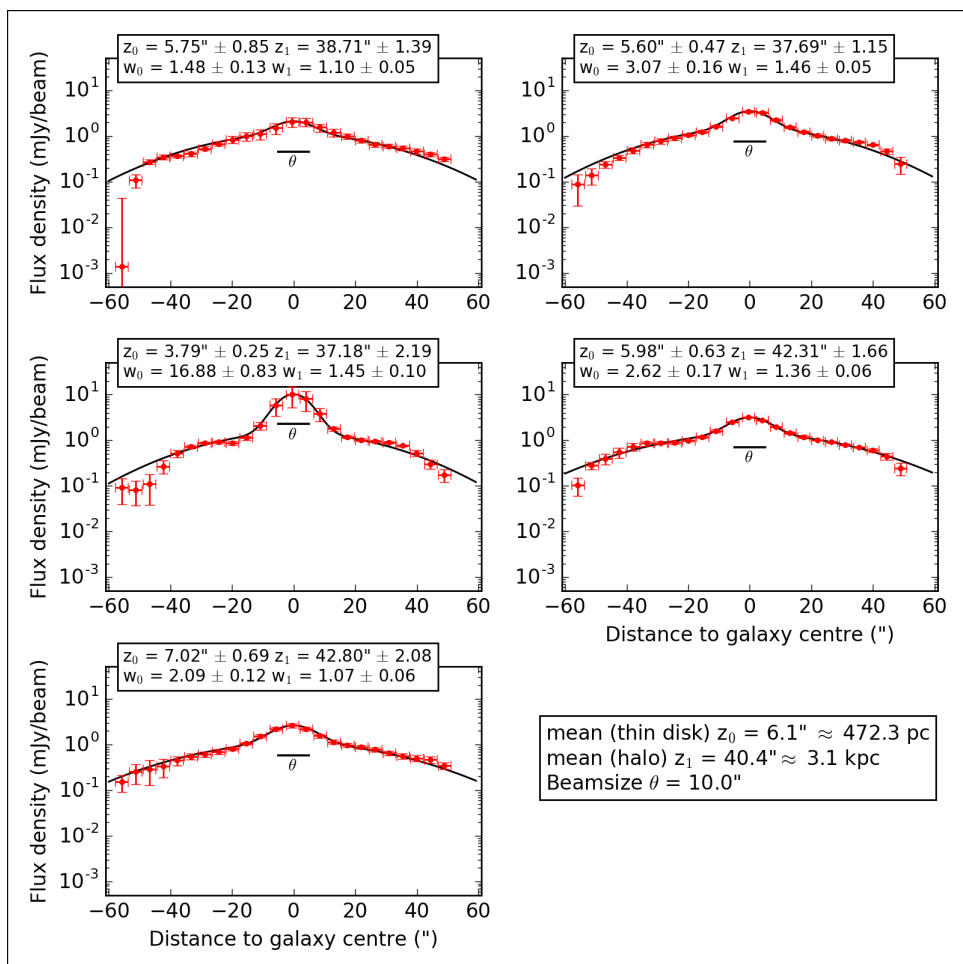 z₀ = 5.75" ± 0.85 z₁ = 38.71" ± 1.39
w₀ = 1.48 ± 0.13 w₁ = 1.10 ± 0.05
10¹
10⁰
10⁻¹
10⁻²
10⁻³
Flux density (mJy/beam)
θ
−60 −40 −20 0 20 40 60
z₀ = 5.60" ± 0.47 z₁ = 37.69" ± 1.15
w₀ = 3.07 ± 0.16 w₁ = 1.46 ± 0.05
10¹
10⁰
10⁻¹
10⁻²
10⁻³
θ
−60 −40 −20 0 20 40 60
z₀ = 3.79" ± 0.25 z₁ = 37.18" ± 2.19
w₀ = 16.88 ± 0.83 w₁ = 1.45 ± 0.10
10¹
10⁰
10⁻¹
10⁻²
10⁻³
Flux density (mJy/beam)
θ
−60 −40 −20 0 20 40 60
z₀ = 5.98" ± 0.63 z₁ = 42.31" ± 1.66
w₀ = 2.62 ± 0.17 w₁ = 1.36 ± 0.06
10¹
10⁰
10⁻¹
10⁻²
10⁻³
θ
−60 −40 −20 0 20 40 60
Distance to galaxy centre (")
z₀ = 7.02" ± 0.69 z₁ = 42.80" ± 2.08
w₀ = 2.09 ± 0.12 w₁ = 1.07 ± 0.06
10¹
10⁰
10⁻¹
10⁻²
10⁻³
Flux density (mJy/beam)
θ
−60 −40 −20 0 20 40 60
Distance to galaxy centre (")
mean (thin disk) z₀ = 6.1" ≈ 472.3 pc
mean (halo) z₁ = 40.4" ≈ 3.1 kpc
Beamsize θ = 10.0"